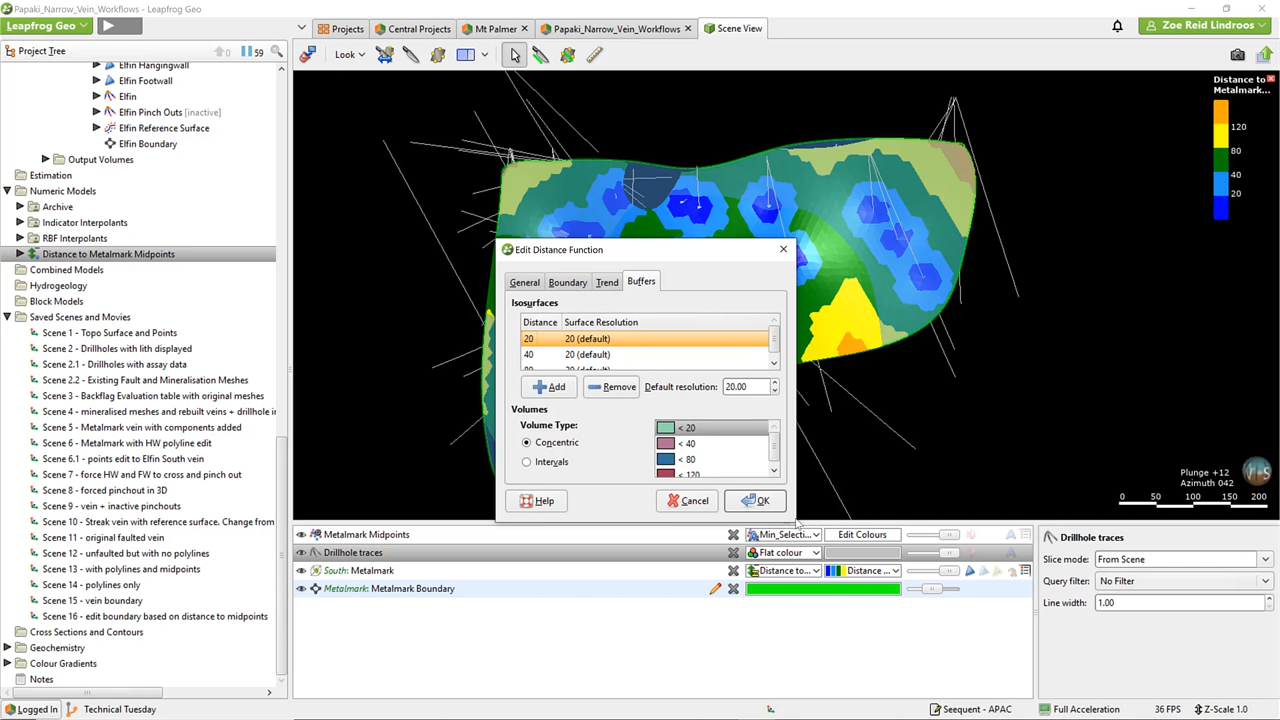 Papaki_Narrow_Vein_Workflows - Leapfrog Geo
Leapfrog Geo
Projects
Central Projects
Mt Palmer
Papaki_Narrow_Vein_Workflows
Scene View
Zoe Reid Lindroos
Project Tree
0
59
Look
Elfin Hangingwall
Elfin Footwall
Elfin
Elfin Pinch Outs [inactive]
Elfin Reference Surface
Elfin Boundary
Output Volumes
Estimation
Numeric Models
Archive
Indicator Interpolants
RBF Interpolants
Distance to Metalmark Midpoints
Combined Models
Hydrogeology
Block Models
Saved Scenes and Movies
Scene 1 - Topo Surface and Points
Scene 2 - Drillholes with lith displayed
Scene 2.1 - Drillholes with assay data
Scene 2.2 - Existing Fault and Mineralisation Meshes
Scene 3 - Backflag Evaluation table with original meshes
Scene 4 - mineralised meshes and rebuilt veins + drillhole in
Scene 5 - Metalmark vein with components added
Scene 6 - Metalmark with HW polyline edit
Scene 6.1 - points edit to Elfin South vein
Scene 7 - force HW and FW to cross and pinch out
Scene 8 - forced pinchout in 3D
Scene 9 - vein + inactive pinchouts
Scene 10 - Streak vein with reference surface. Change from
Scene 11 - original faulted vein
Scene 12 - unfaulted but with no polylines
Scene 13 - with polylines and midpoints
Scene 14 - polylines only
Scene 15 - vein boundary
Scene 16 - edit boundary based on distance to midpoints
Cross Sections and Contours
Geochemistry
Colour Gradients
Notes
Distance to
Metalmark...
120
80
40
20
Edit Distance Function
General
Boundary
Trend
Buffers
Isosurfaces
Distance
Surface Resolution
20
20 (default)
40
20 (default)
80
20 (default)
Add
Remove
Default resolution:
20.00
Volumes
Volume Type:
Concentric
Intervals
< 20
< 40
< 80
< 120
Help
Cancel
OK
Plunge +12
Azimuth 042
0
50
100
150
200
Metalmark Midpoints
Min_Selecti...
Edit Colours
Drillhole traces
Flat colour
South: Metalmark
Distance to...
Distance ...
Metalmark: Metalmark Boundary
Drillhole traces
Slice mode:
From Scene
Query filter:
No Filter
Line width:
1.00
Logged In
Technical Tuesday
Seequent - APAC
Full Acceleration
36 FPS
Z-Scale 1.0